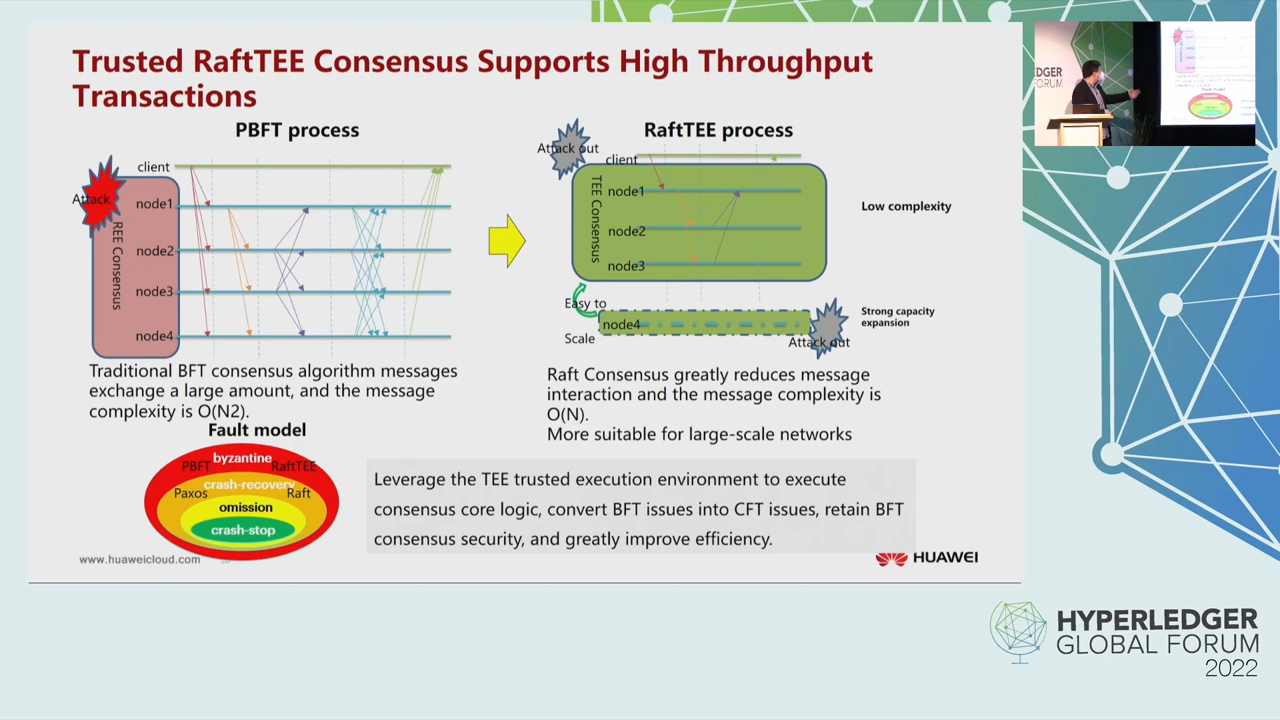 Trusted RaftTEE Consensus Supports High Throughput
Transactions
PBFT process
client
Attack
REE Consensus
node1
node2
node3
node4
Traditional BFT consensus algorithm messages
exchange a large amount, and the message
complexity is O(N2).
RaftTEE process
Attack out
client
TEE Consensus
node1
node2
node3
Easy to
Scale
node4
Attack out
Low complexity
Strong capacity
expansion
Raft Consensus greatly reduces message
interaction and the message complexity is
O(N).
More suitable for large-scale networks
Fault model
byzantine
PBFT
RaftTEE
crash-recovery
Paxos
Raft
omission
crash-stop
Leverage the TEE trusted execution environment to execute
consensus core logic, convert BFT issues into CFT issues, retain BFT
consensus security, and greatly improve efficiency.
www.huaweicloud.com
HUAWEI
LEDGER
FORUM
HYPERLEDGER
GLOBAL FORUM
2022